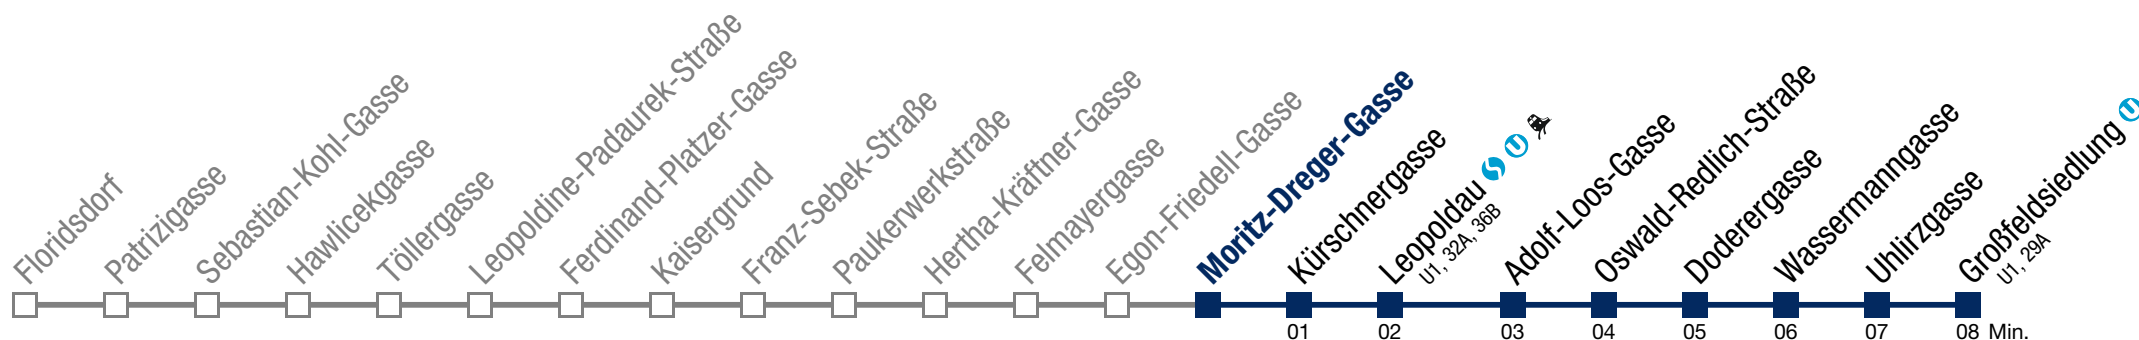 Floridsdorf
Patrizigasse
Sebastian-Kohl-Gasse
Hawlicekgasse
Töllergasse
Leopoldine-Padaurek-Straße
Ferdinand-Platzer-Gasse
Kaisergrund
Franz-Sebek-Straße
Paukerwerkstraße
Hertha-Kräftner-Gasse
Felmayergasse
Egon-Friedell-Gasse
Moritz-Dreger-Gasse
Kürschnergasse
Leopoldau S U
U1, 32A, 36B
Adolf-Loos-Gasse
Oswald-Redlich-Straße
Doderergasse
Wassermanngasse
Uhlirzgasse
Großfeldsiedlung U
U1, 29A
01 02 03 04 05 06 07 08 Min.